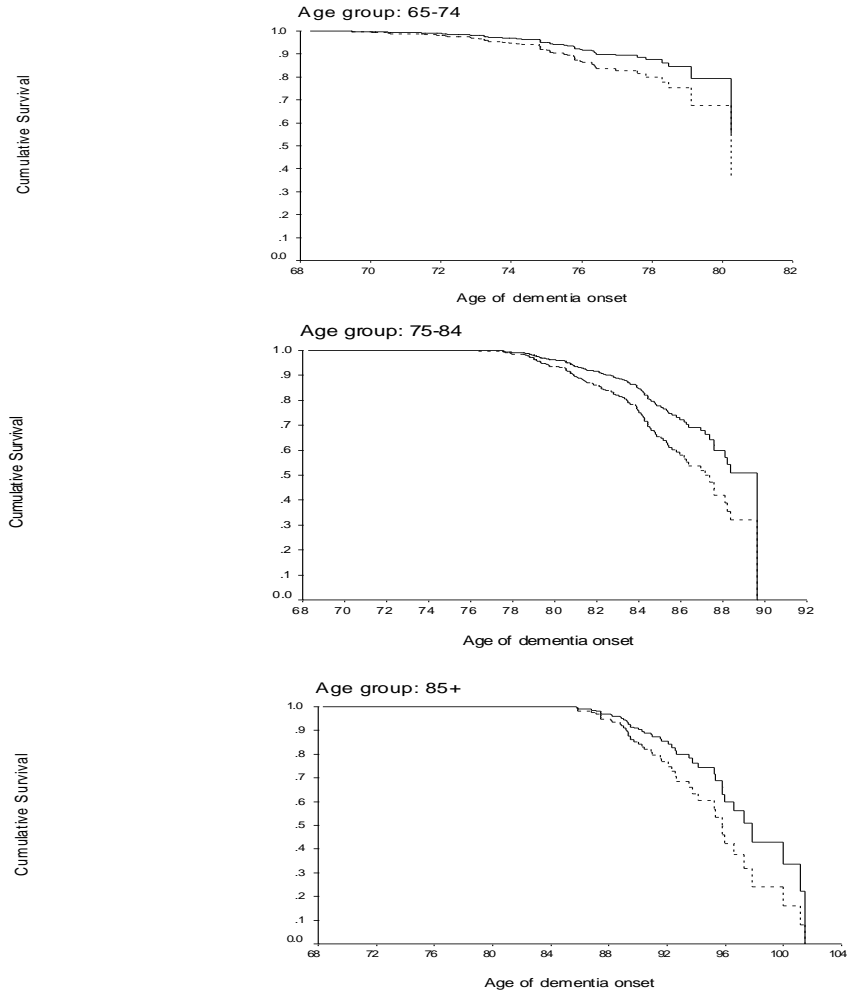 Age group: 65-74
Cumulative Survival
1.0
.9
.8
.7
.6
.5
.4
.3
.2
.1
0.0
68 70 72 74 76 78 80 82
Age of dementia onset
Age group: 75-84
Cumulative Survival
1.0
.9
.8
.7
.6
.5
.4
.3
.2
.1
0.0
68 70 72 74 76 78 80 82 84 86 88 90 92
Age of dementia onset
Age group: 85+
Cumulative Survival
1.0
.9
.8
.7
.6
.5
.4
.3
.2
.1
0.0
68 72 76 80 84 88 92 96 100 104
Age of dementia onset